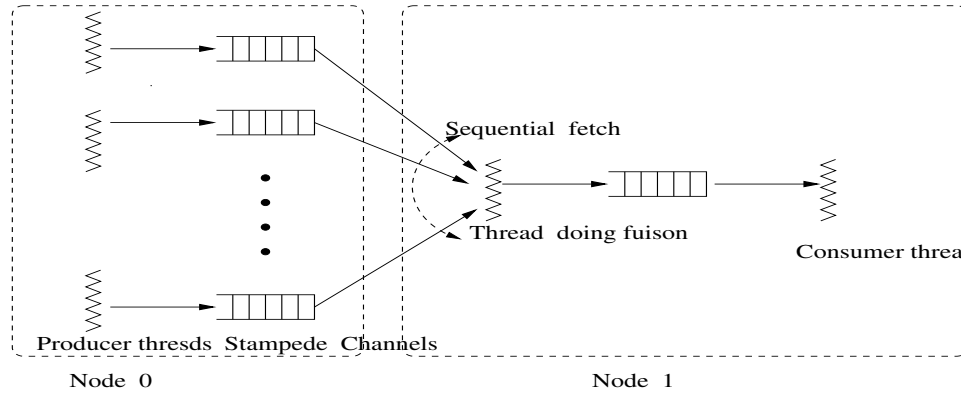 Sequential fetch
Thread doing fuison
Consumer threa
Producer thresds Stampede Channels
Node 0
Node 1